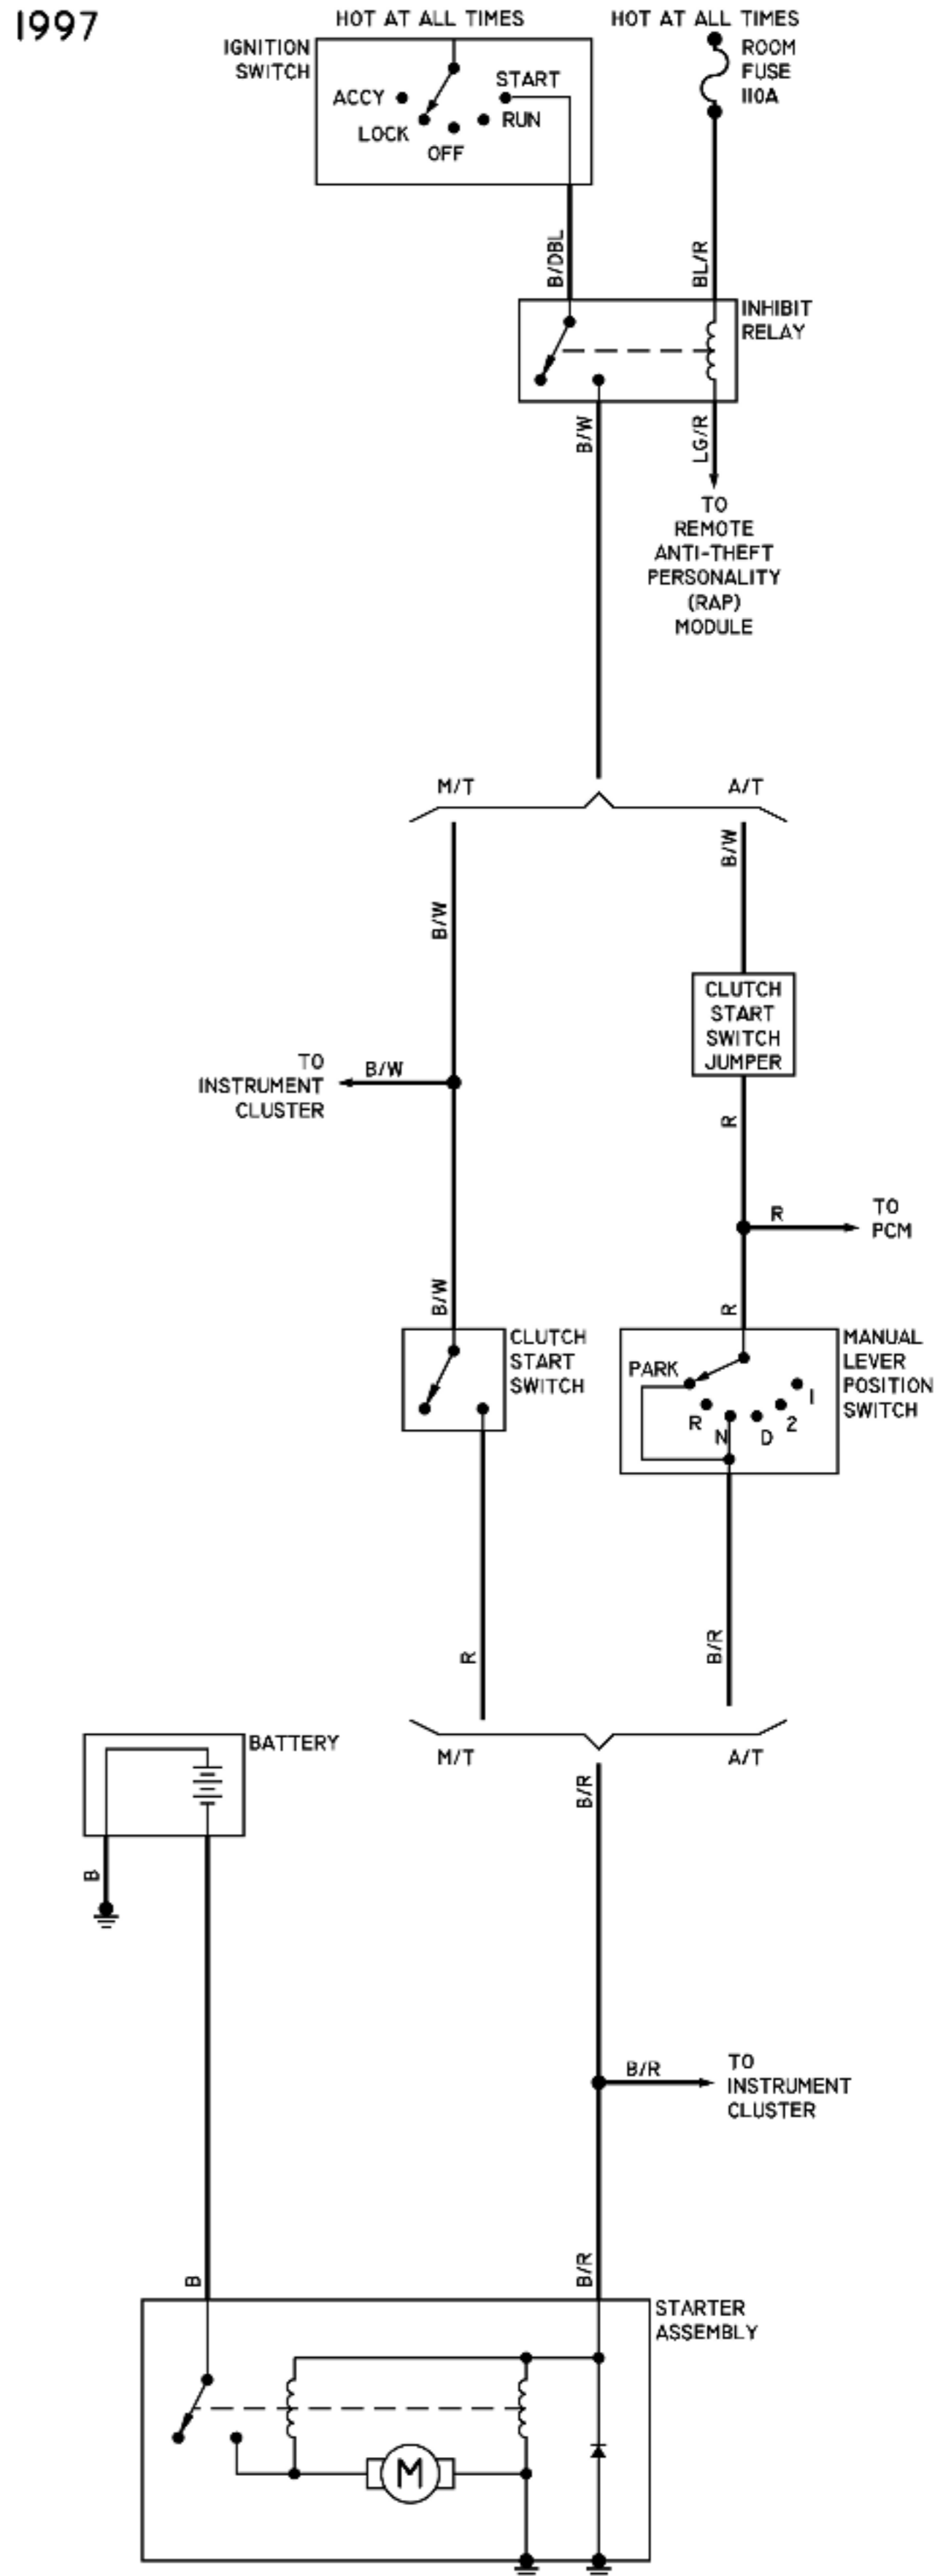 1997
HOT AT ALL TIMES
HOT AT ALL TIMES
IGNITION
SWITCH
ACCY
LOCK
OFF
START
RUN
ROOM
FUSE
110A
B/DBL
BL/R
INHIBIT
RELAY
B/W
LG/R
TO
REMOTE
ANTI-THEFT
PERSONALITY
(RAP)
MODULE
M/T
A/T
B/W
B/W
CLUTCH
START
SWITCH
JUMPER
TO
INSTRUMENT
CLUSTER
B/W
R
R
TO
PCM
B/W
R
CLUTCH
START
SWITCH
PARK
R
N
D
2
1
MANUAL
LEVER
POSITION
SWITCH
R
B/R
M/T
A/T
BATTERY
B
B/R
B/R
TO
INSTRUMENT
CLUSTER
B
B/R
STARTER
ASSEMBLY
M